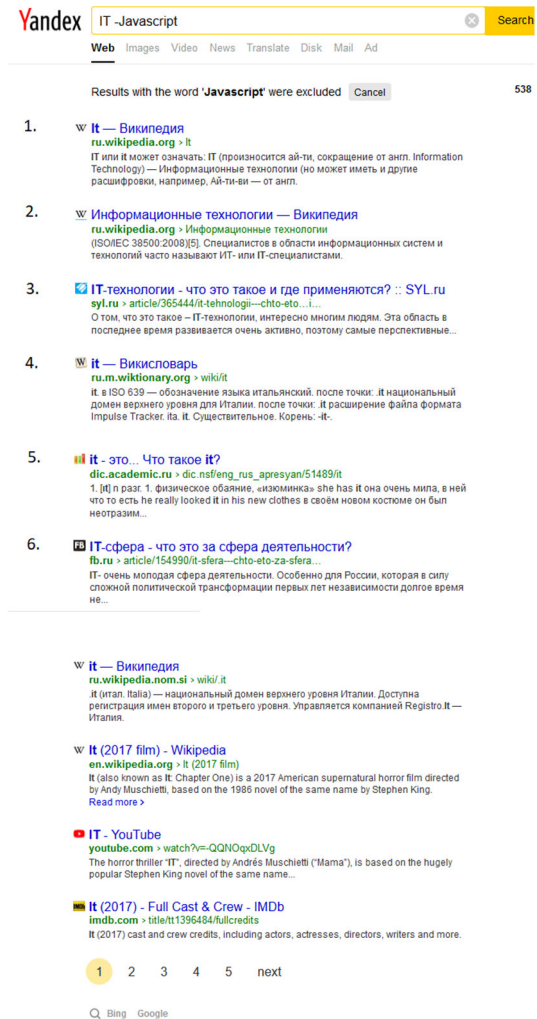 Yandex
IT -Javascript
Search
Web Images Video News Translate Disk Mail Ad
Results with the word 'Javascript' were excluded Cancel 538
1. W It — Википедия
ru.wikipedia.org > It
IT или it может означать: IT (произносится ай-ти, сокращение от англ. Information
Technology) — Информационные технологии (но может иметь и другие
расшифровки, например, Ай-ти-ви — от англ.
2. W Информационные технологии — Википедия
ru.wikipedia.org > Информационные технологии
(ISO/IEC 38500:2008)[5]. Специалистов в области информационных систем и
технологий часто называют ИТ- или IT-специалистами.
3. IT-технологии - что это такое и где применяются? :: SYL.ru
syl.ru > article/365444/it-tehnologii---chto-eto…i…
О том, что это такое – IT-технологии, интересно многим людям. Эта область в
последнее время развивается очень активно, поэтому самые перспективные...
4. W it — Викисловарь
ru.m.wiktionary.org > wiki/it
it. в ISO 639 — обозначение языка итальянский. после точки: .it национальный
домен верхнего уровня для Италии. после точки: .it расширение файла формата
Impulse Tracker. ita. it. Существительное. Корень: -it-.
5. it - это... Что такое it?
dic.academic.ru > dic.nsf/eng_rus_apresyan/51489/it
1. [ɪt] n разг. 1. физическое обаяние, «изюминка» she has it она очень мила, в ней
что то есть he really looked it in his new clothes в своём новом костюме он был
неотразим...
6. FB IT-сфера - что это за сфера деятельности?
fb.ru > article/154990/it-sfera---chto-eto-za-sfera…
IT- очень молодая сфера деятельности. Особенно для России, которая в силу
сложной политической трансформации первых лет независимости долгое время
не...
W it — Википедия
ru.wikipedia.nom.si > wiki/.it
.it (итал. Italia) — национальный домен верхнего уровня Италии. Доступна
регистрация имен второго и третьего уровня. Управляется компанией Registro.It —
Италия.
W It (2017 film) - Wikipedia
en.wikipedia.org > It (2017 film)
It (also known as It: Chapter One) is a 2017 American supernatural horror film directed
by Andy Muschietti, based on the 1986 novel of the same name by Stephen King.
Read more >
IT - YouTube
youtube.com > watch?v=-QQNOqxDLVg
The horror thriller “IT”, directed by Andrés Muschietti (“Mama”), is based on the hugely
popular Stephen King novel of the same name...
IMDb It (2017) - Full Cast & Crew - IMDb
imdb.com > title/tt1396484/fullcredits
It (2017) cast and crew credits, including actors, actresses, directors, writers and more.
1 2 3 4 5 next
Bing Google